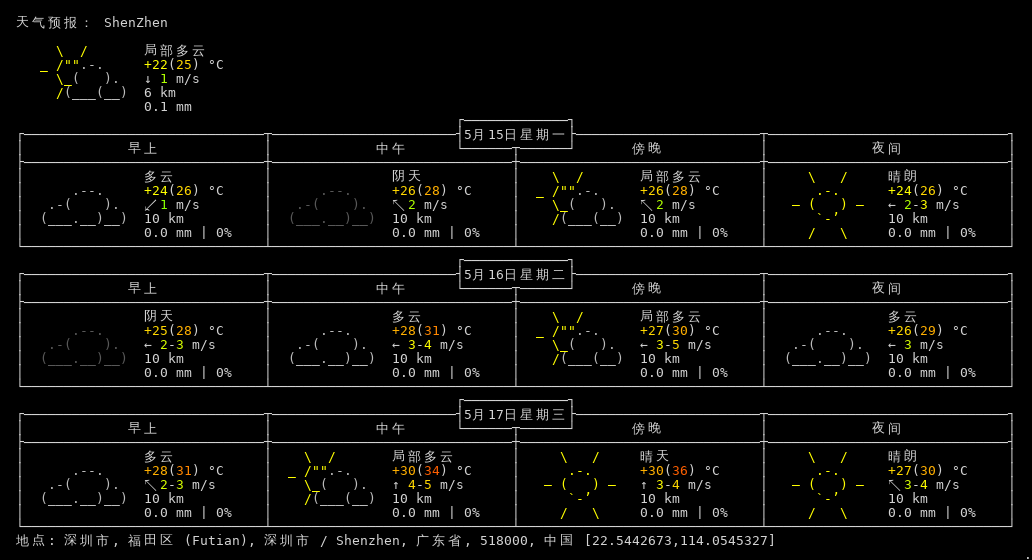 天气预报： ShenZhen
局部多云
+22(25) °C
↓ 1 m/s
6 km
0.1 mm
5月15日星期一
早上 中午 傍晚 夜间
多云 阴天 局部多云 晴朗
+24(26) °C +26(28) °C +26(28) °C +24(26) °C
↙ 1 m/s ↖ 2 m/s ↖ 2 m/s ← 2-3 m/s
10 km 10 km 10 km 10 km
0.0 mm | 0% 0.0 mm | 0% 0.0 mm | 0% 0.0 mm | 0%
5月16日星期二
早上 中午 傍晚 夜间
阴天 多云 局部多云 多云
+25(28) °C +28(31) °C +27(30) °C +26(29) °C
← 2-3 m/s ← 3-4 m/s ← 3-5 m/s ← 3 m/s
10 km 10 km 10 km 10 km
0.0 mm | 0% 0.0 mm | 0% 0.0 mm | 0% 0.0 mm | 0%
5月17日星期三
早上 中午 傍晚 夜间
多云 局部多云 晴天 晴朗
+28(31) °C +30(34) °C +30(36) °C +27(30) °C
↖ 2-3 m/s ↑ 4-5 m/s ↑ 3-4 m/s ↖ 3-4 m/s
10 km 10 km 10 km 10 km
0.0 mm | 0% 0.0 mm | 0% 0.0 mm | 0% 0.0 mm | 0%
地点: 深圳市, 福田区 (Futian), 深圳市 / Shenzhen, 广东省, 518000, 中国 [22.5442673,114.0545327]